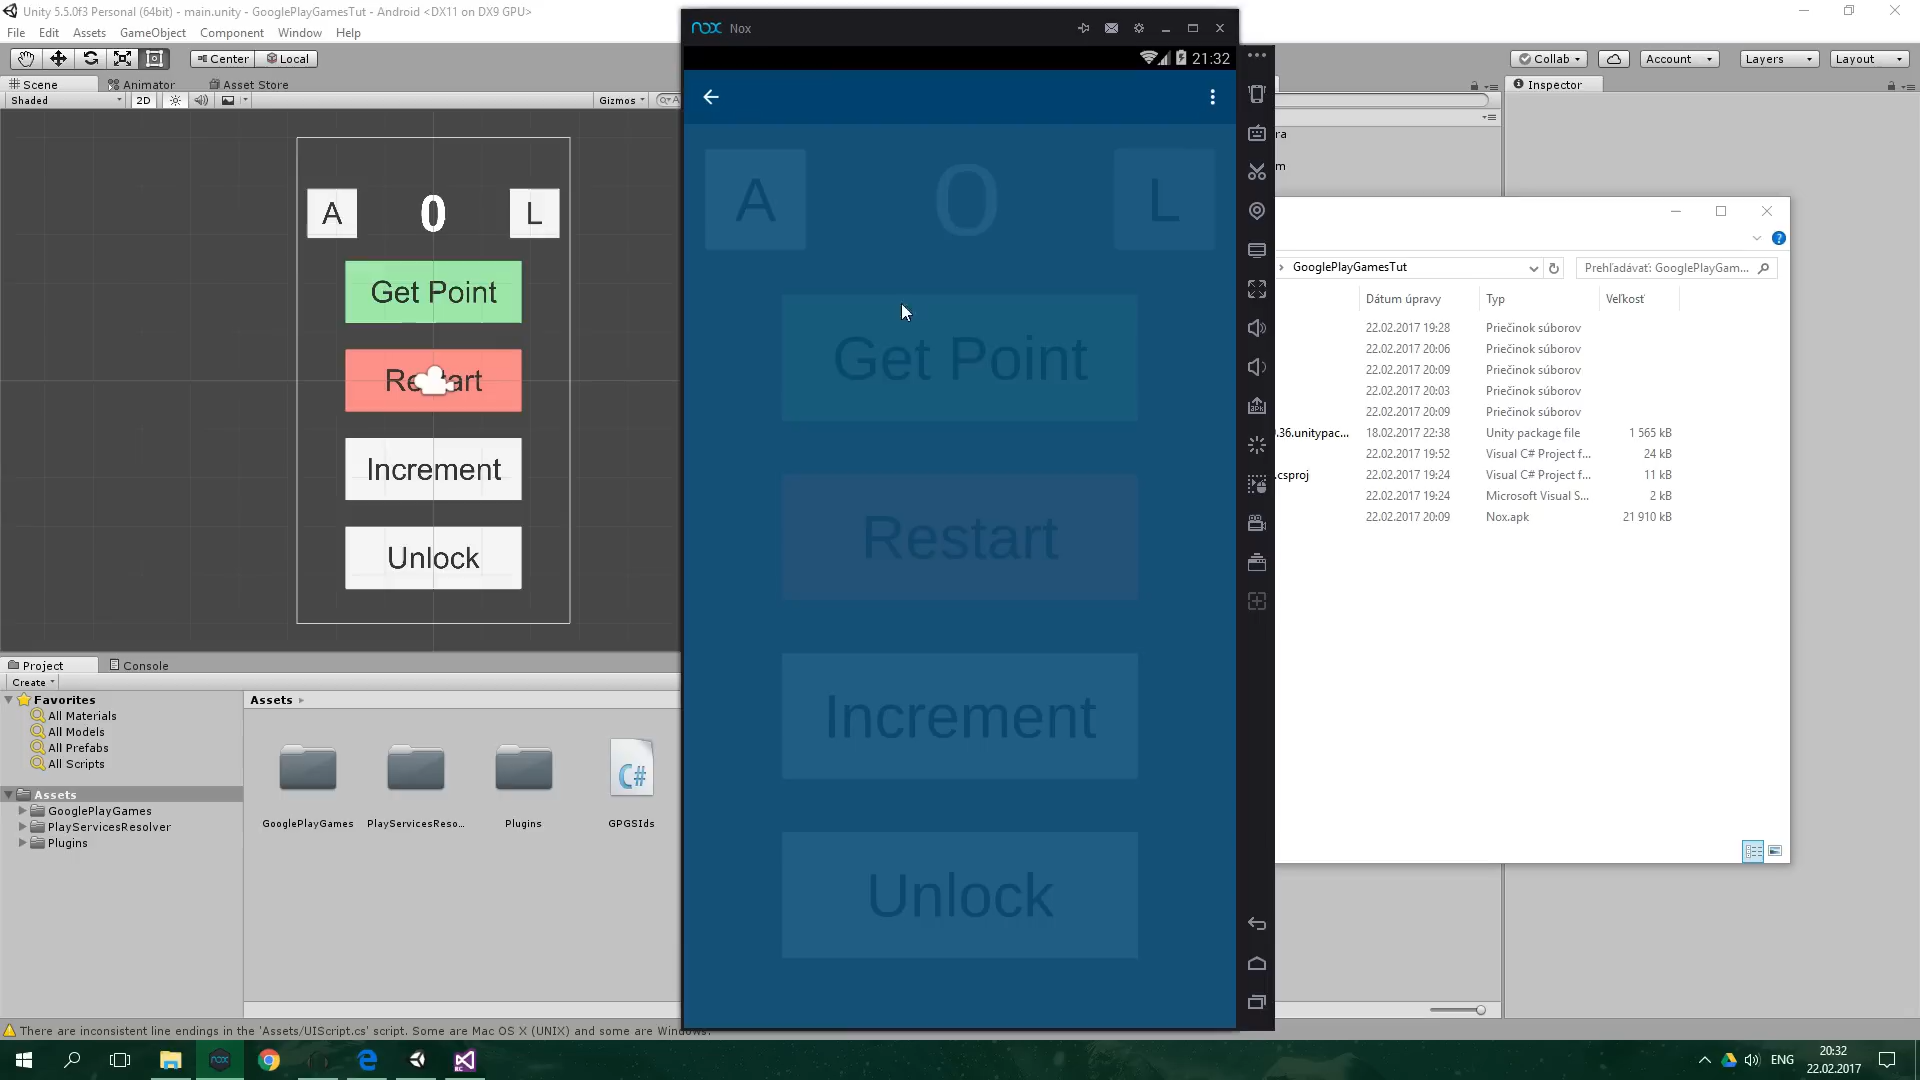 Unity 5.5.0f3 Personal (64bit) - main.unity - GooglePlayGamesTut - Android <DX11 on DX9 GPU>
File Edit Assets GameObject Component Window Help
Center Local
Collab Account Layers Layout
Scene Animator Asset Store
Inspector
Shaded 2D Gizmos
A 0 L
Get Point
Restart
Increment
Unlock
nox Nox
21:32
A 0 L
Get Point
Restart
Increment
Unlock
ra
m
GooglePlayGamesTut
Prehľadávať: GooglePlayGam...
Dátum úpravy Typ Veľkosť
22.02.2017 19:28 Priečinok súborov
22.02.2017 20:06 Priečinok súborov
22.02.2017 20:09 Priečinok súborov
22.02.2017 20:03 Priečinok súborov
22.02.2017 20:09 Priečinok súborov
.36.unitypac... 18.02.2017 22:38 Unity package file 1 565 kB
22.02.2017 19:52 Visual C# Project f... 24 kB
.csproj 22.02.2017 19:24 Visual C# Project f... 11 kB
22.02.2017 19:24 Microsoft Visual S... 2 kB
22.02.2017 20:09 Nox.apk 21 910 kB
Project Console
Create
Favorites
All Materials
All Models
All Prefabs
All Scripts
Assets
GooglePlayGames
PlayServicesResolver
Plugins
Assets
C#
GooglePlayGames PlayServicesReso... Plugins GPGSIds
There are inconsistent line endings in the 'Assets/UIScript.cs' script. Some are Mac OS X (UNIX) and some are Windows.
nox
ENG
20:32
22.02.2017